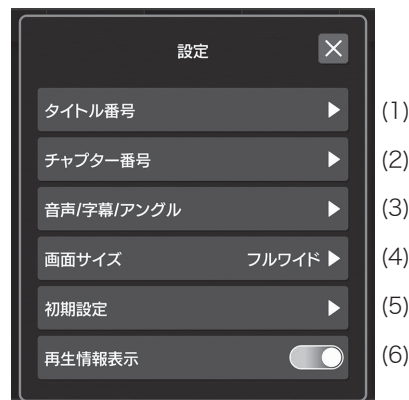 設定
タイトル番号 (1)
チャプター番号 (2)
音声/字幕/アングル (3)
画面サイズ フルワイド (4)
初期設定 (5)
再生情報表示 (6)